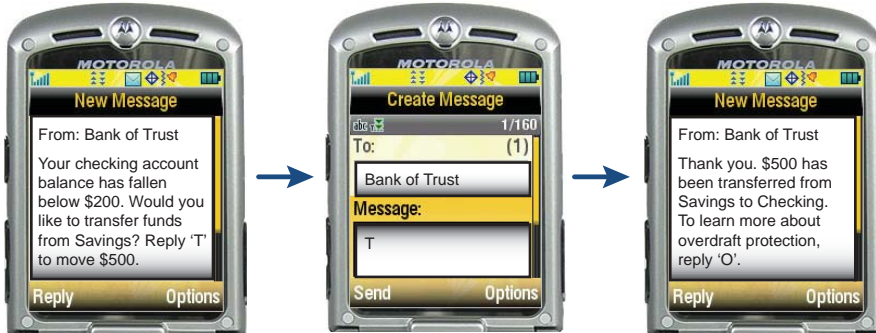 MOTOROLA
New Message
From: Bank of Trust
Your checking account
balance has fallen
below $200. Would you
like to transfer funds
from Savings? Reply ‘T’
to move $500.
Reply Options
MOTOROLA
Create Message
abc 1/160
To: (1)
Bank of Trust
Message:
T
Send Options
MOTOROLA
New Message
From: Bank of Trust
Thank you. $500 has
been transferred from
Savings to Checking.
To learn more about
overdraft protection,
reply ‘O’.
Reply Options